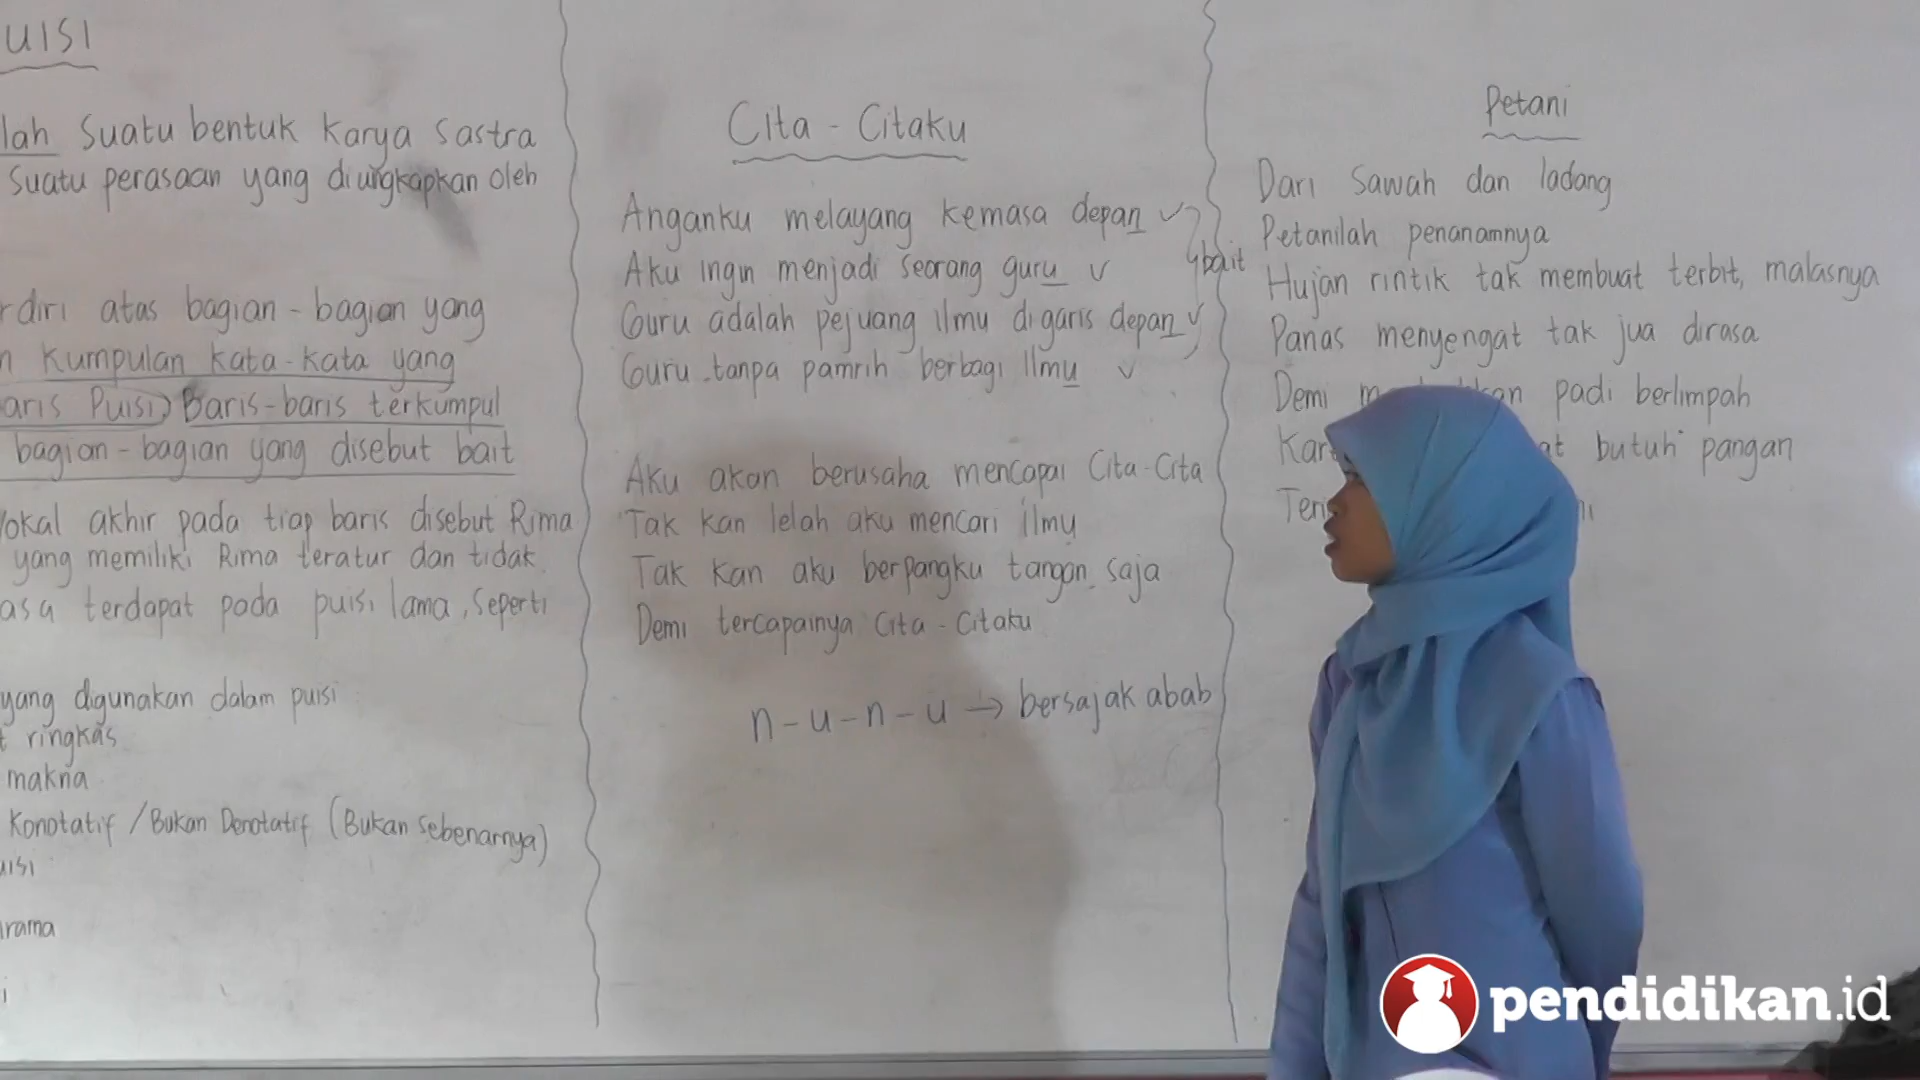 UISI
lah Suatu bentuk Karya Sastra
Suatu perasaan yang diungkapkan oleh
rdiri atas bagian - bagian yang
n Kumpulan kata - kata yang
aris Puisi) Baris-baris terkumpul
bagian - bagian yang disebut bait
Vokal akhir pada tiap baris disebut Rima
yang memiliki Rima teratur dan tidak
terdapat pada puisi lama, Seperti
yang digunakan dalam puisi
t ringkas
makna
Konotatif / Bukan Denotatif (Bukan Sebenarnya)
uisi
irama
i
Cita - Citaku
Anganku melayang kemasa depan ✓
Aku ingin menjadi Seorang guru ✓
Guru adalah pejuang ilmu digaris depan ✓
Guru tanpa pamrih berbagi Ilmu ✓
4 bait
Aku akan berusaha mencapai Cita-Cita
Tak kan lelah aku mencari ilmu
Tak kan aku berpangku tangan saja
Demi tercapainya Cita - Citaku
n - u - n - u → bersajak abab
Petani
Dari Sawah dan ladang
Petanilah penanamnya
Hujan rintik tak membuat terbit, malasnya
Panas menyengat tak jua dirasa
Demi padi berlimpah
Kar at butuh pangan
Teri
pendidikan.id